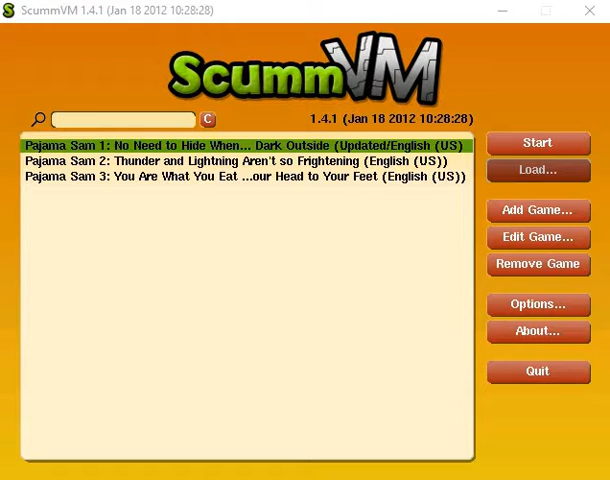 ScummVM 1.4.1 (Jan 18 2012 10:28:28)
ScummVM
C
1.4.1 (Jan 18 2012 10:28:28)
Pajama Sam 1: No Need to Hide When... Dark Outside (Updated/English (US)
Pajama Sam 2: Thunder and Lightning Aren't so Frightening (English (US))
Pajama Sam 3: You Are What You Eat ...our Head to Your Feet (English (US))
Start
Load...
Add Game...
Edit Game...
Remove Game
Options...
About...
Quit